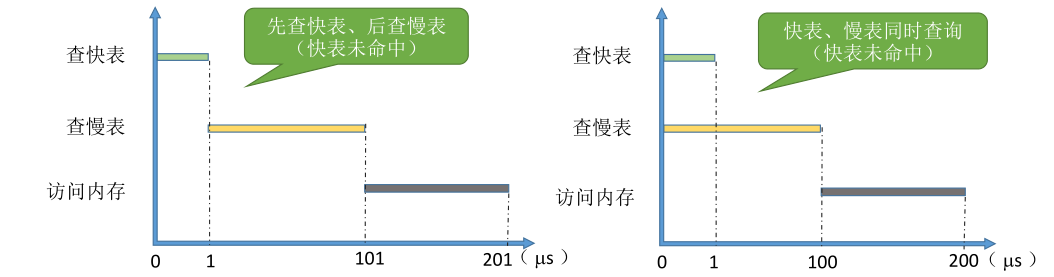 先查快表、后查慢表
（快表未命中）
查快表
查慢表
访问内存
0 1 101 201（μs）
快表、慢表同时查询
（快表未命中）
查快表
查慢表
访问内存
0 1 100 200（μs）